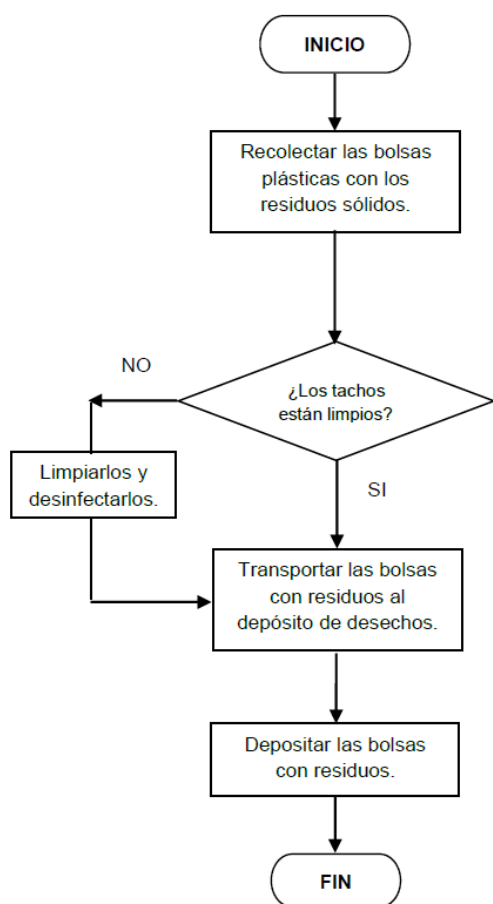 INICIO
Recolectar las bolsas
plásticas con los
residuos sólidos.
NO
¿Los tachos
están limpios?
Limpiarlos y
desinfectarlos.
SI
Transportar las bolsas
con residuos al
depósito de desechos.
Depositar las bolsas
con residuos.
FIN